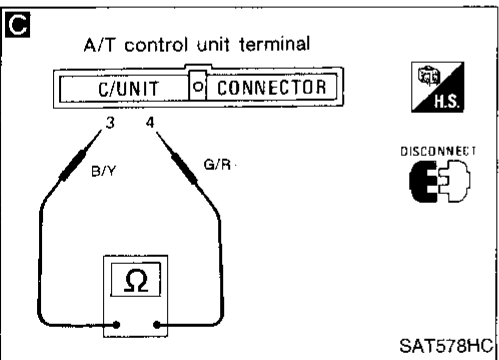 C
A/T control unit terminal
C/UNIT CONNECTOR
H.S.
3 4
DISCONNECT
B/Y G/R
Ω
SAT578HC